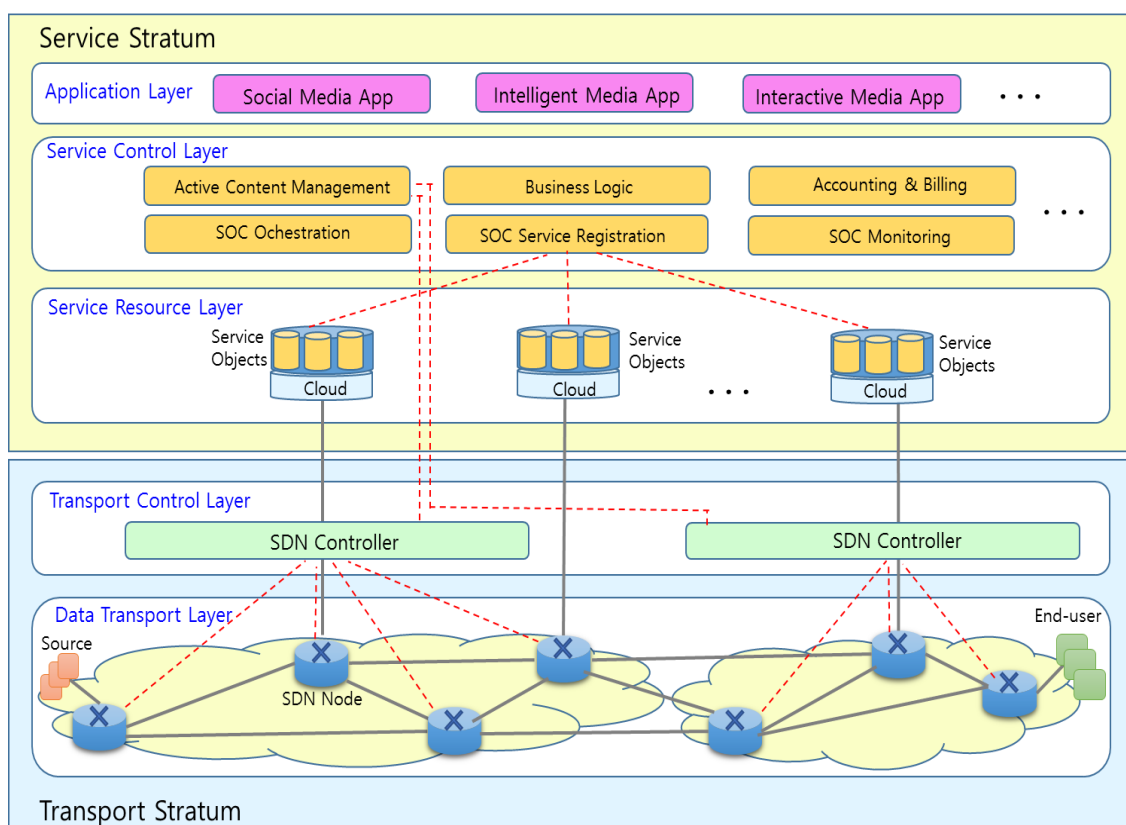 Service Stratum
Application Layer
Social Media App
Intelligent Media App
Interactive Media App
. . .
Service Control Layer
Active Content Management
Business Logic
Accounting & Billing
SOC Ochestration
SOC Service Registration
SOC Monitoring
. . .
Service Resource Layer
Service
Objects
Cloud
Service
Objects
Cloud
. . .
Service
Objects
Cloud
Transport Control Layer
SDN Controller
SDN Controller
Data Transport Layer
Source
SDN Node
End-user
Transport Stratum